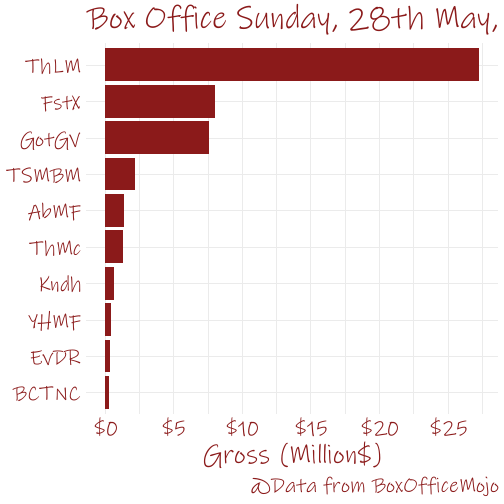 Box Office Sunday, 28th May,
ThLM
FstX
GotGV
TSMBM
AbMF
ThMc
Kndh
YHMF
EVDR
BCTNC
$0 $5 $10 $15 $20 $25
Gross (Million$)
@Data from BoxOfficeMojo